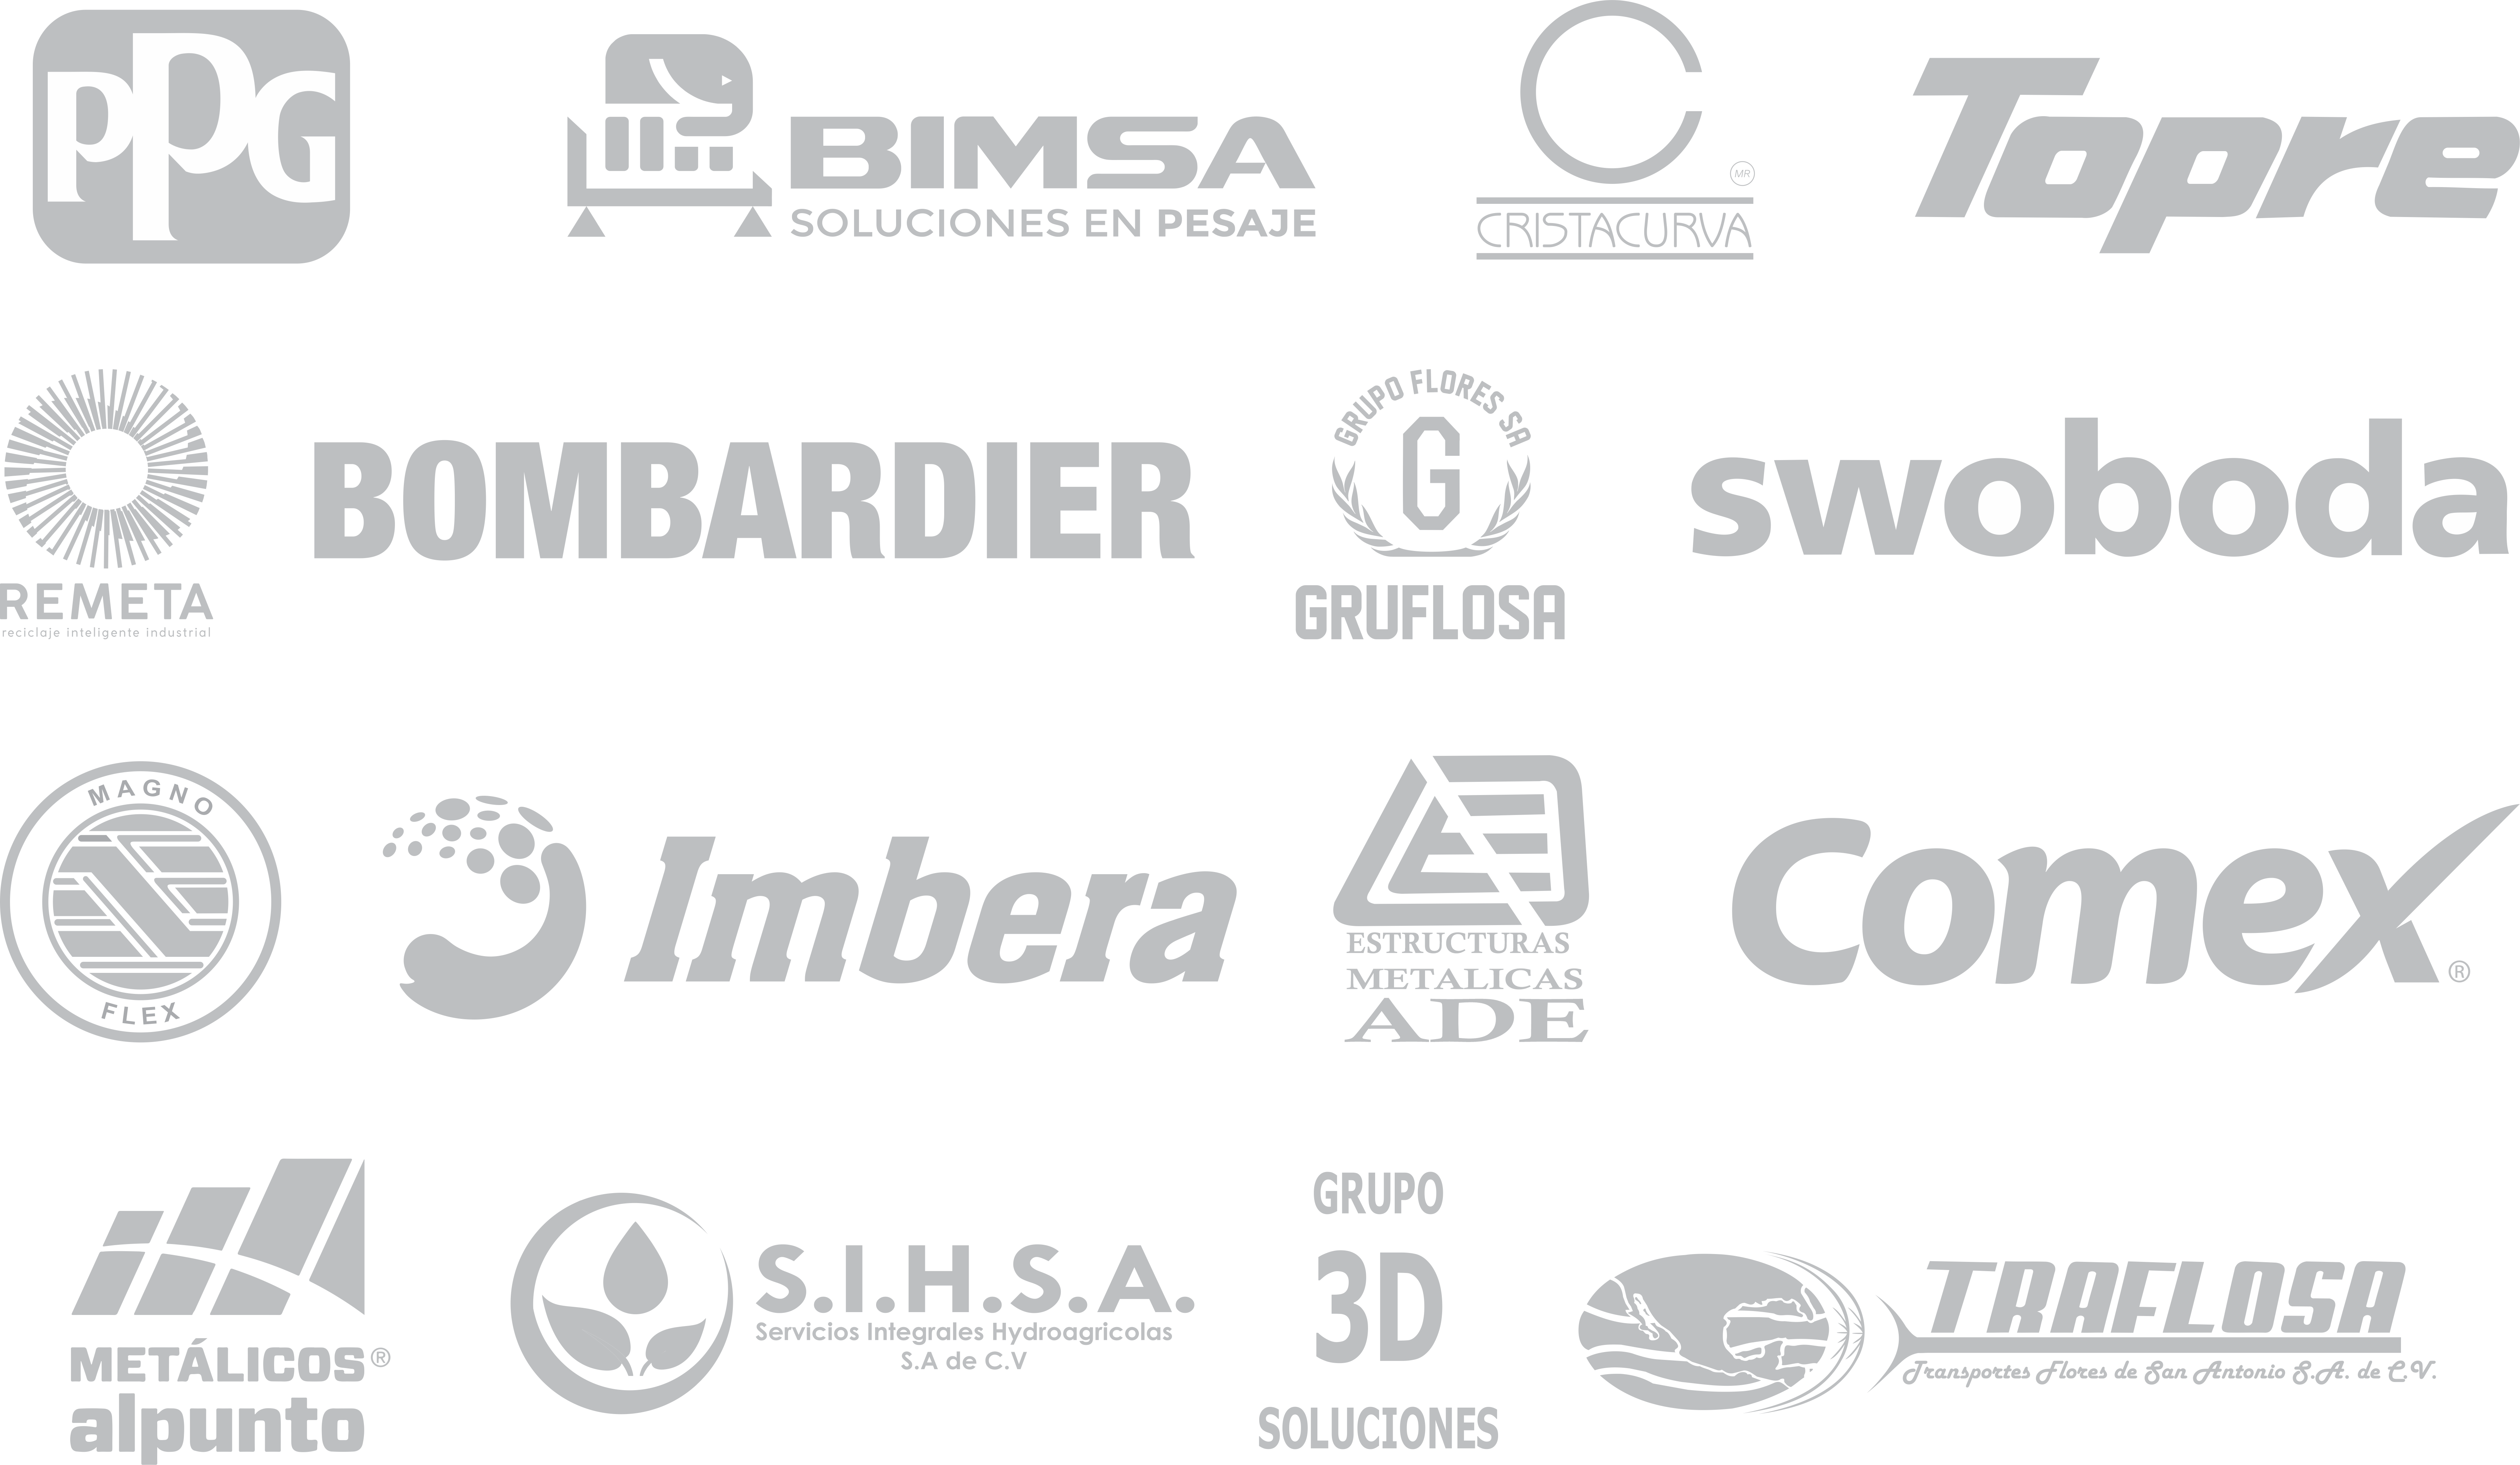 PPG
BIMSA
SOLUCIONES EN PESAJE
MR
CRISTACURVA
Topre
REMETA
reciclaje inteligente industrial
BOMBARDIER
GRUPO FLORES SA
G
GRUFLOSA
swoboda
MAGNO
FLEX
Imbera
ESTRUCTURAS
METALICAS
ADE
Comex®
METÁLICOS®
alpunto
S.I.H.S.A.
Servicios Integrales Hydroagricolas
S.A de C.V
GRUPO
3D
SOLUCIONES
TRAFLOSA
Transportes Flores de San Antonio S.A. de C.V.